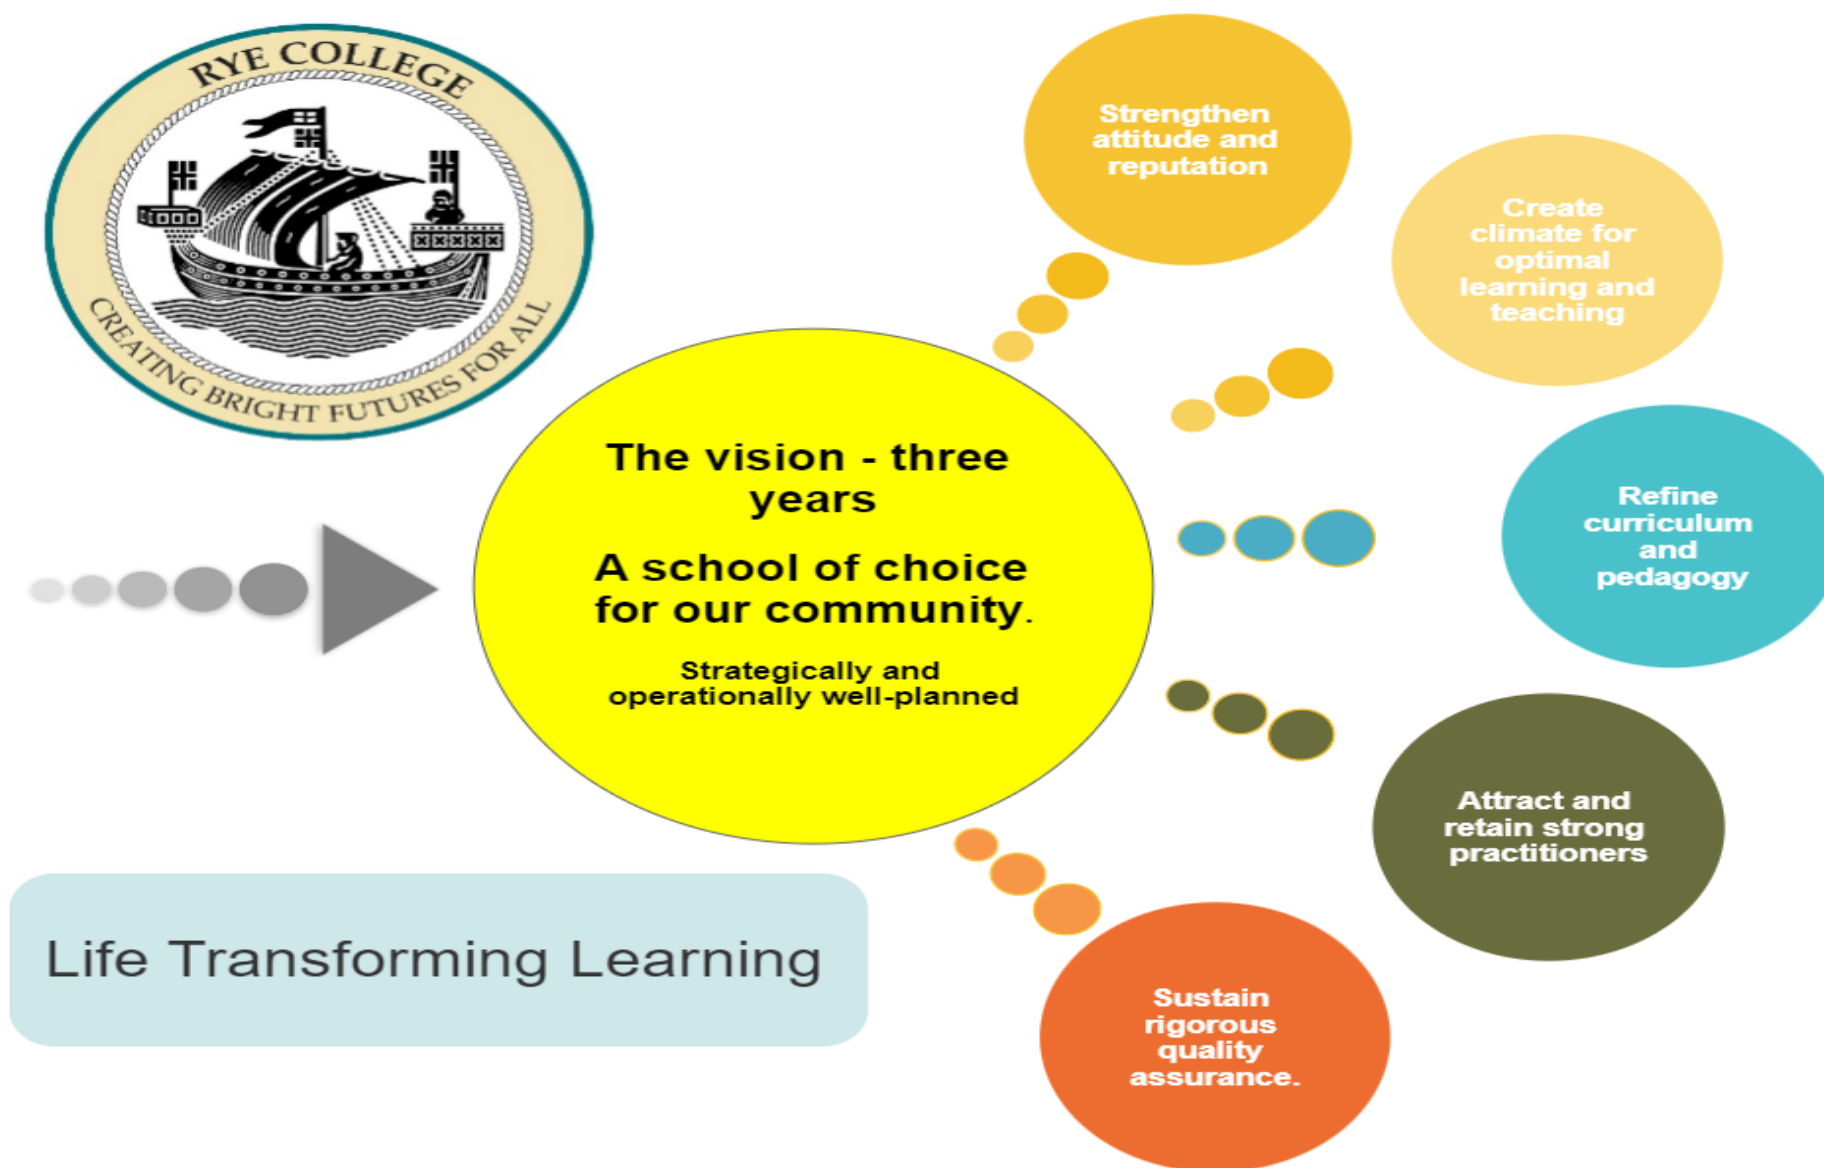 RYE COLLEGE
CREATING BRIGHT FUTURES FOR ALL
The vision - three
years
A school of choice
for our community.
Strategically and
operationally well-planned
Life Transforming Learning
Strengthen
attitude and
reputation
Create
climate for
optimal
learning and
teaching
Refine
curriculum
and
pedagogy
Attract and
retain strong
practitioners
Sustain
rigorous
quality
assurance.